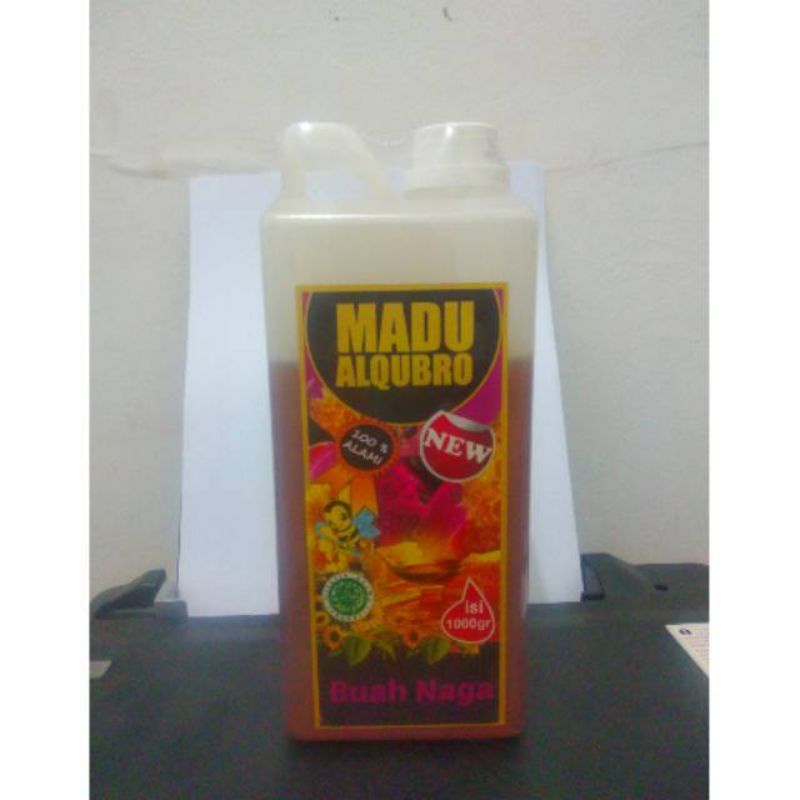 MADU
ALQUBRO
100 %
ALAMI
NEW
isi
1000gr
Buah Naga